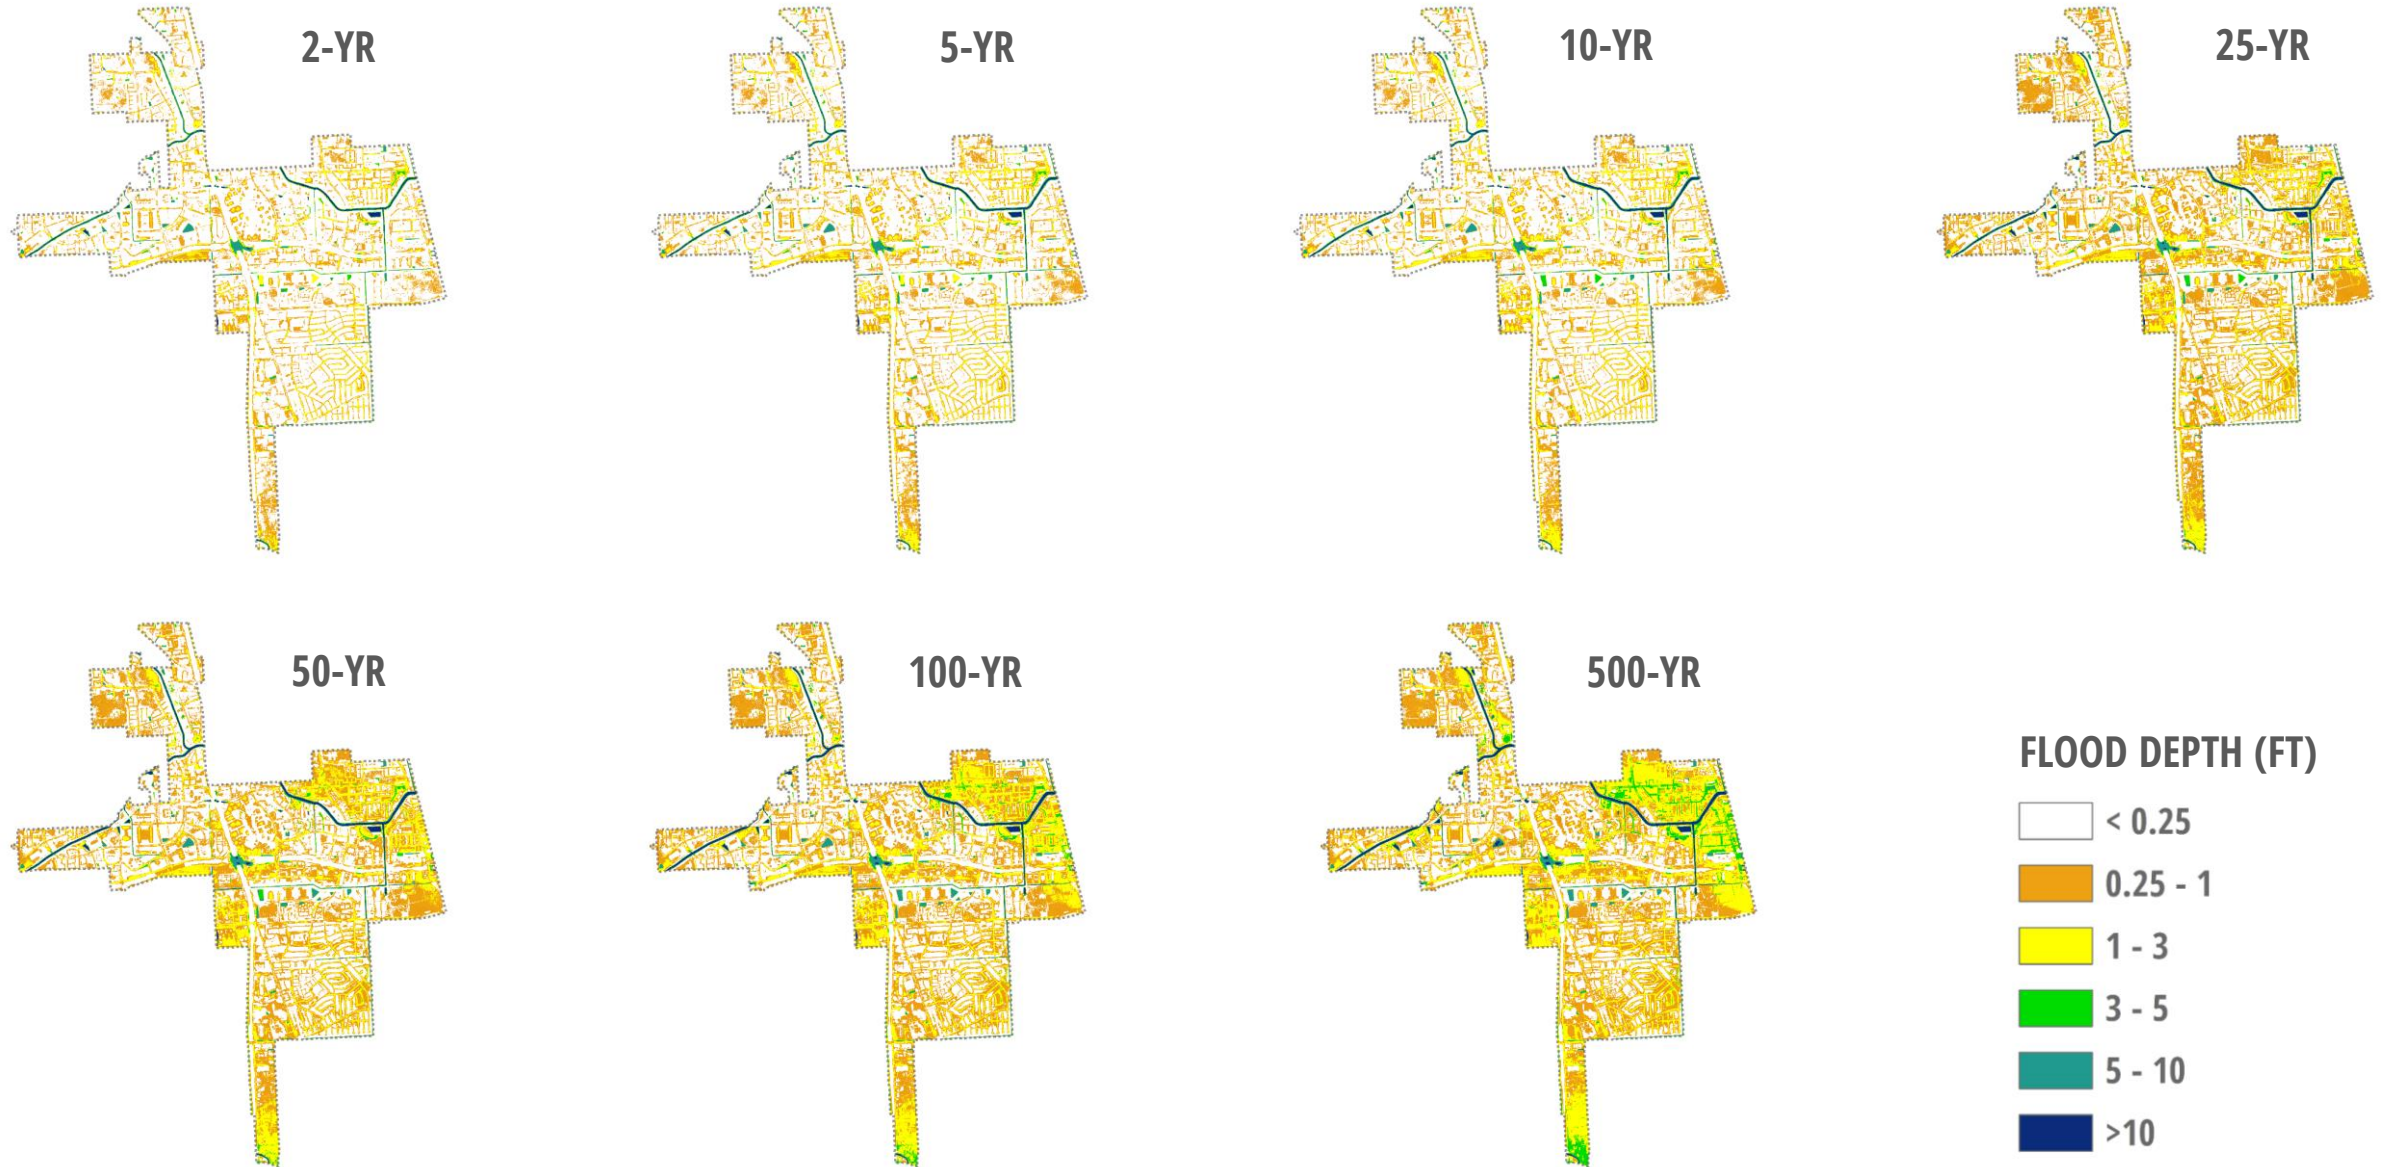 2-YR
5-YR
10-YR
25-YR
50-YR
100-YR
500-YR
FLOOD DEPTH (FT)
< 0.25
0.25 - 1
1 - 3
3 - 5
5 - 10
>10